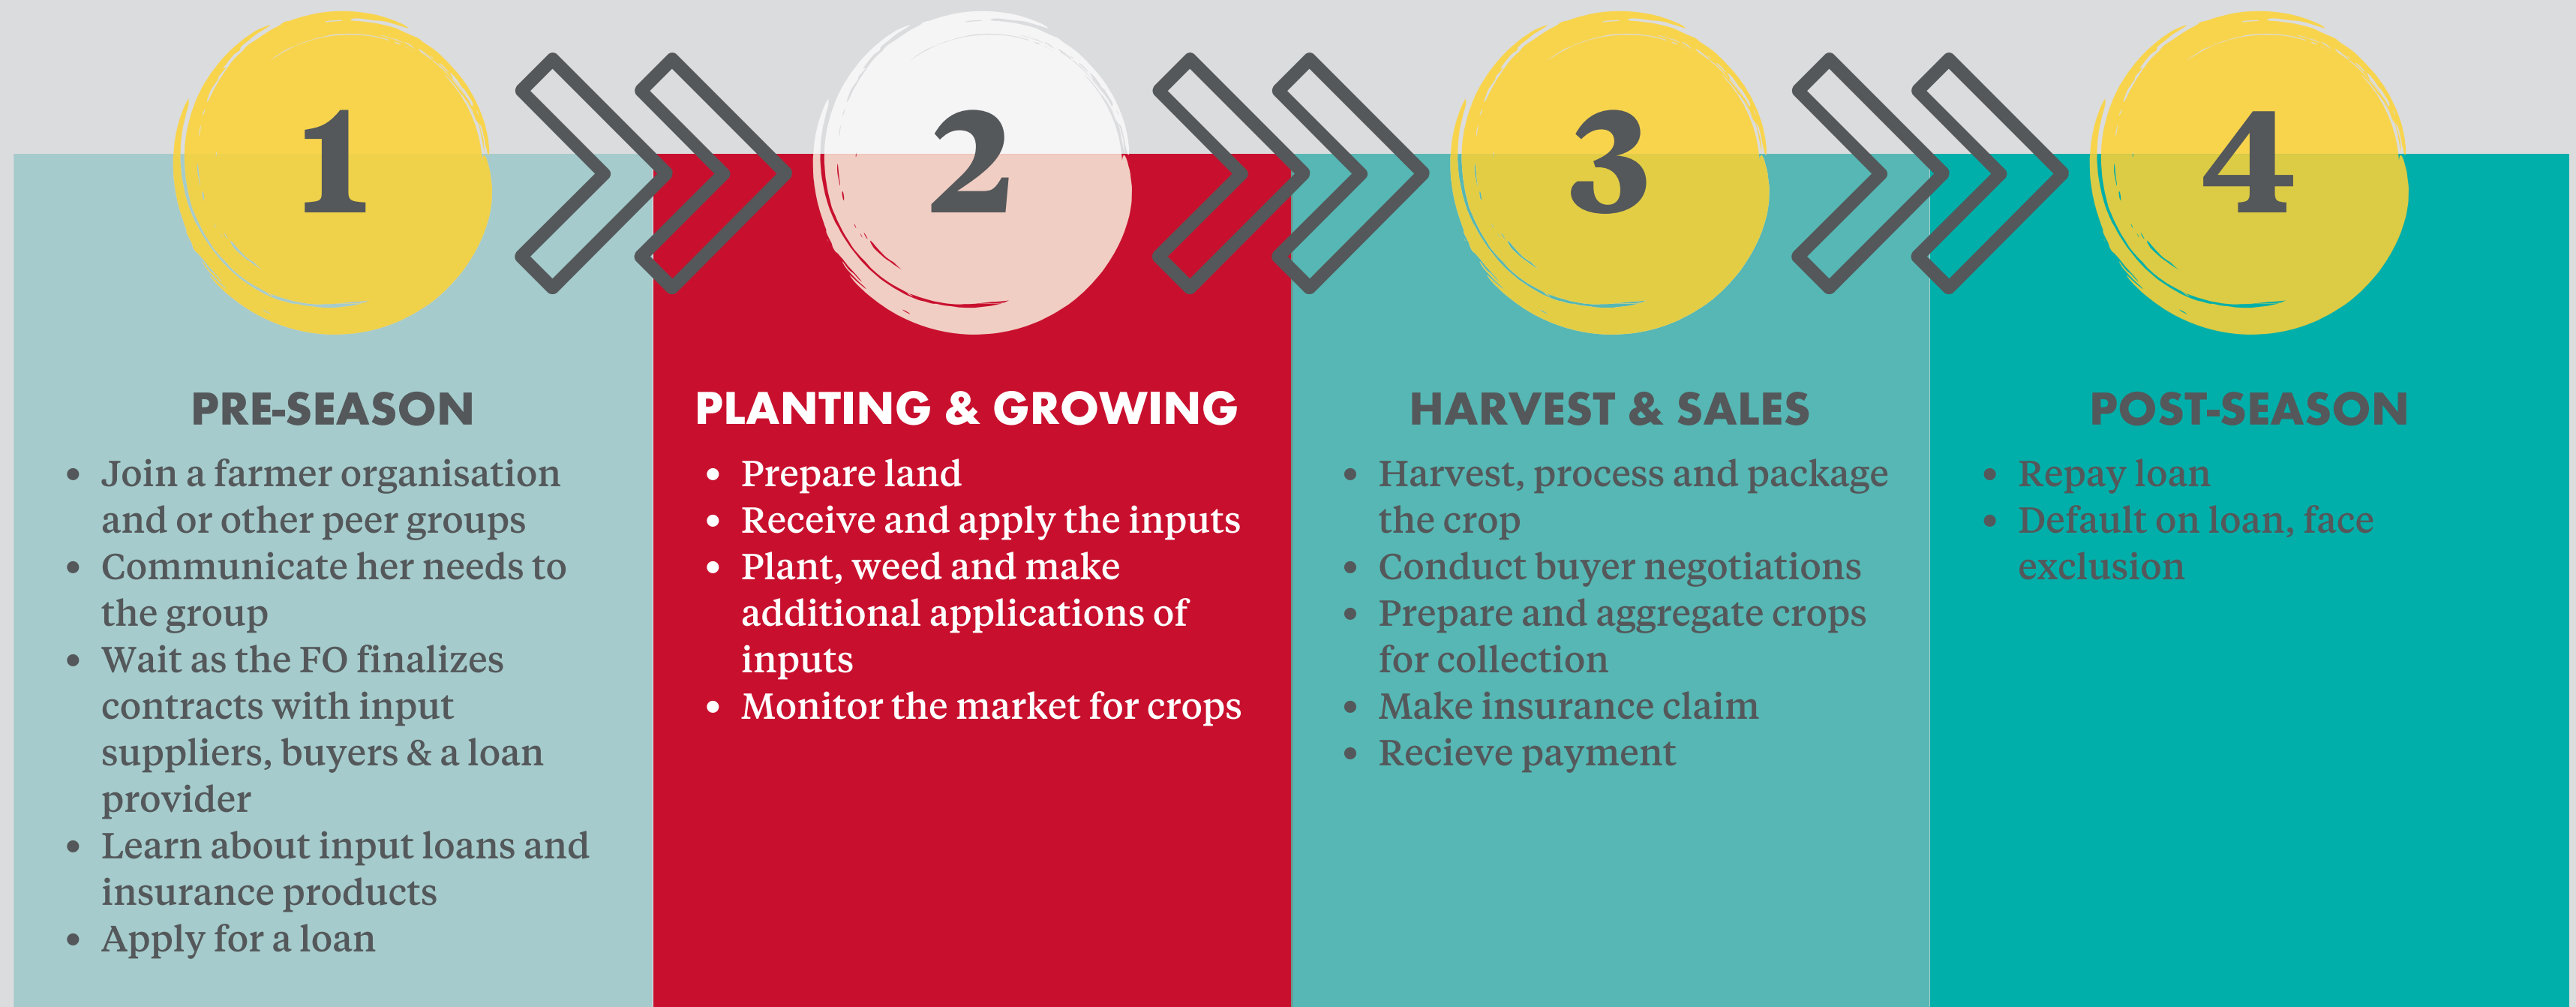 1
PRE-SEASON
• Join a farmer organisation
and or other peer groups
• Communicate her needs to
the group
• Wait as the FO finalizes
contracts with input
suppliers, buyers & a loan
provider
• Learn about input loans and
insurance products
• Apply for a loan
2
PLANTING & GROWING
• Prepare land
• Receive and apply the inputs
• Plant, weed and make
additional applications of
inputs
• Monitor the market for crops
3
HARVEST & SALES
• Harvest, process and package
the crop
• Conduct buyer negotiations
• Prepare and aggregate crops
for collection
• Make insurance claim
• Recieve payment
4
POST-SEASON
• Repay loan
• Default on loan, face
exclusion